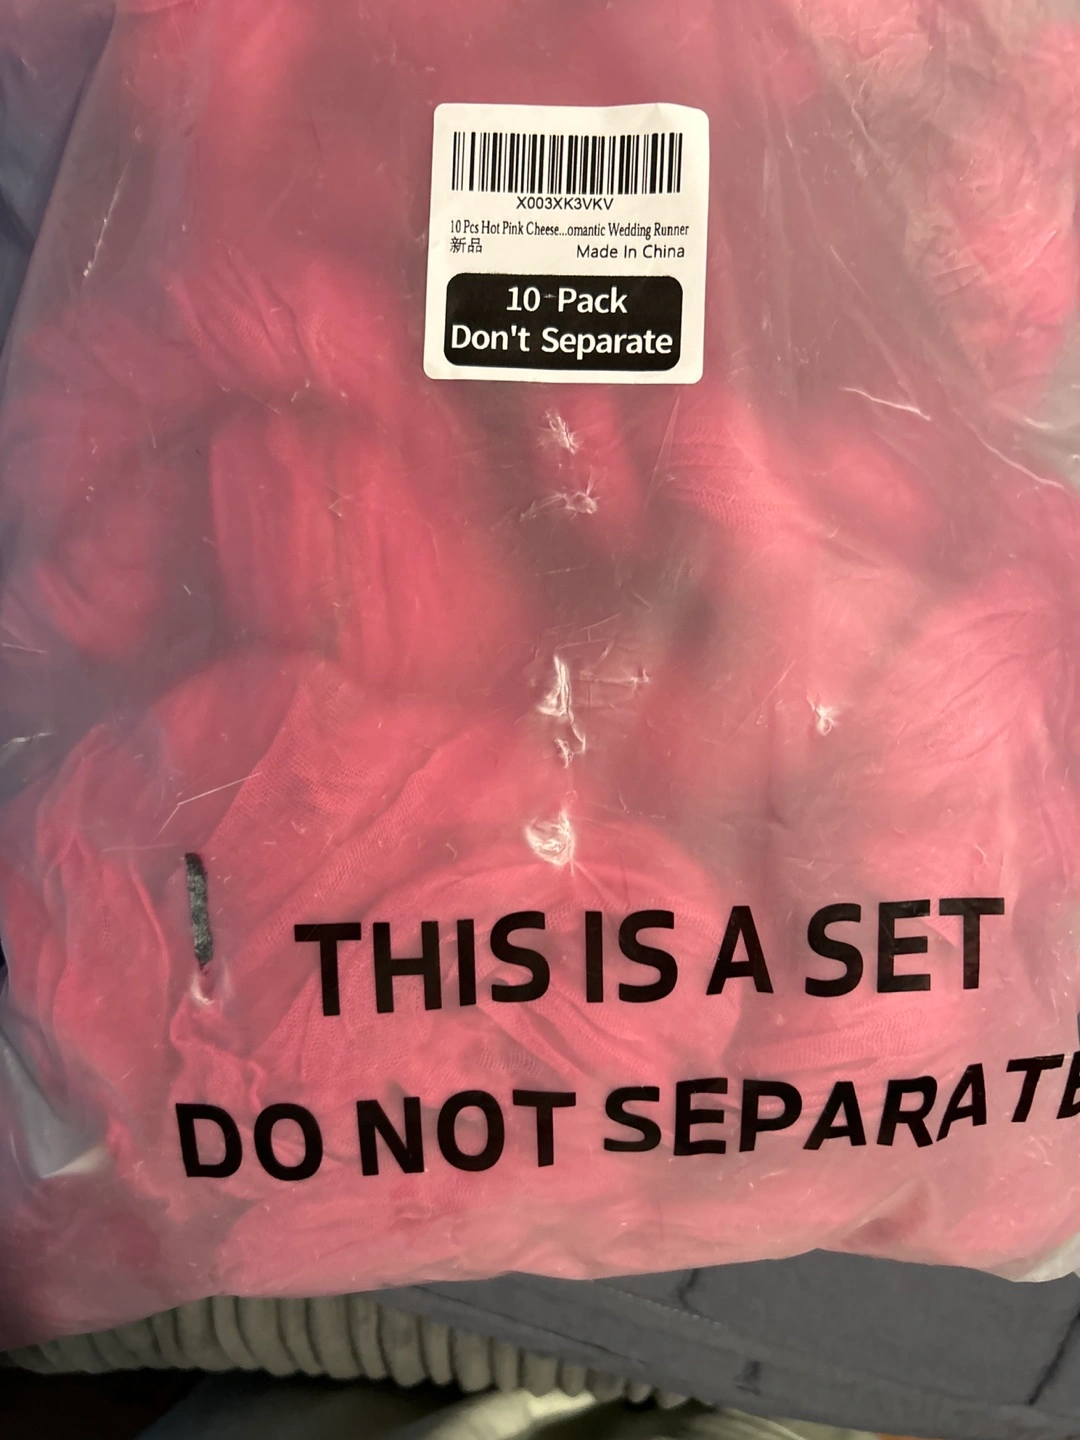 X003XK3VKV
10 Pcs Hot Pink Cheese...omantic Wedding Runner
新品 Made In China
10 Pack
Don't Separate
THIS IS A SET
DO NOT SEPARATE